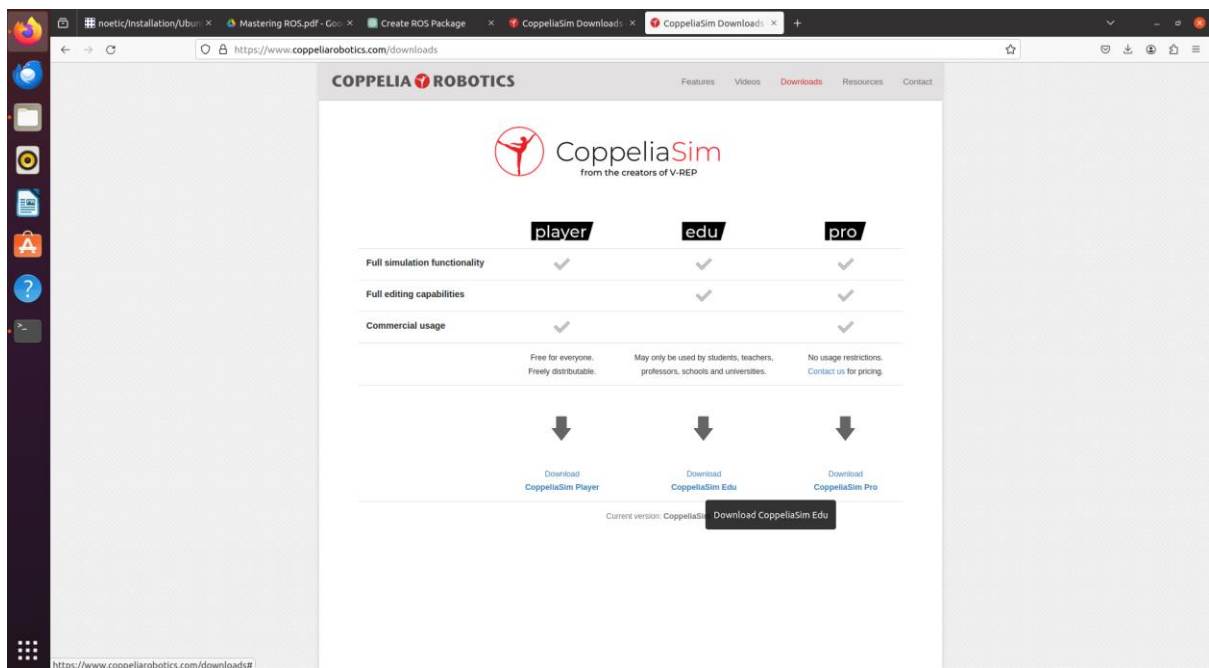 noetic/Installation/Ubun
Mastering ROS.pdf - Goo
Create ROS Package
CoppeliaSim Downloads
CoppeliaSim Downloads
https://www.coppeliarobotics.com/downloads
COPPELIA ROBOTICS
Features Videos Downloads Resources Contact
CoppeliaSim
from the creators of V-REP
player edu pro
Full simulation functionality
Full editing capabilities
Commercial usage
Free for everyone. May only be used by students, teachers, No usage restrictions.
Freely distributable. professors, schools and universities. Contact us for pricing.
Download Download Download
CoppeliaSim Player CoppeliaSim Edu CoppeliaSim Pro
Current version: CoppeliaSi
Download CoppeliaSim Edu
https://www.coppeliarobotics.com/downloads#